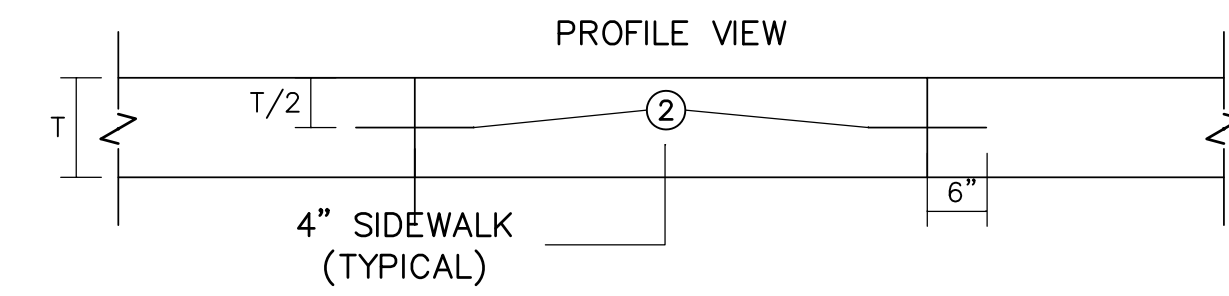 PROFILE VIEW
T/2
2
T
6”
4” SIDEWALK
(TYPICAL)